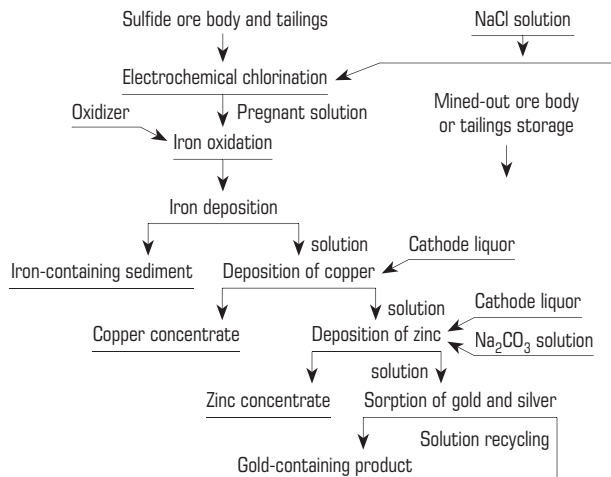 Sulfide ore body and tailings
NaCl solution
Electrochemical chlorination
Oxidizer
Pregnant solution
Mined-out ore body
or tailings storage
Iron oxidation
Iron deposition
solution
Cathode liquor
Iron-containing sediment
Deposition of copper
solution
Cathode liquor
Copper concentrate
Deposition of zinc
Na₂CO₃ solution
solution
Zinc concentrate
Sorption of gold and silver
Solution recycling
Gold-containing product